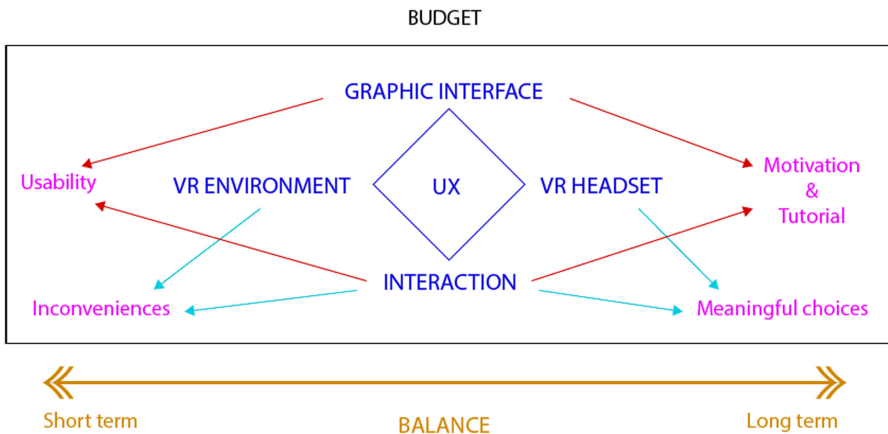 BUDGET
GRAPHIC INTERFACE
Usability
VR ENVIRONMENT
UX
VR HEADSET
Motivation
&
Tutorial
INTERACTION
Inconveniences
Meaningful choices
Short term
BALANCE
Long term